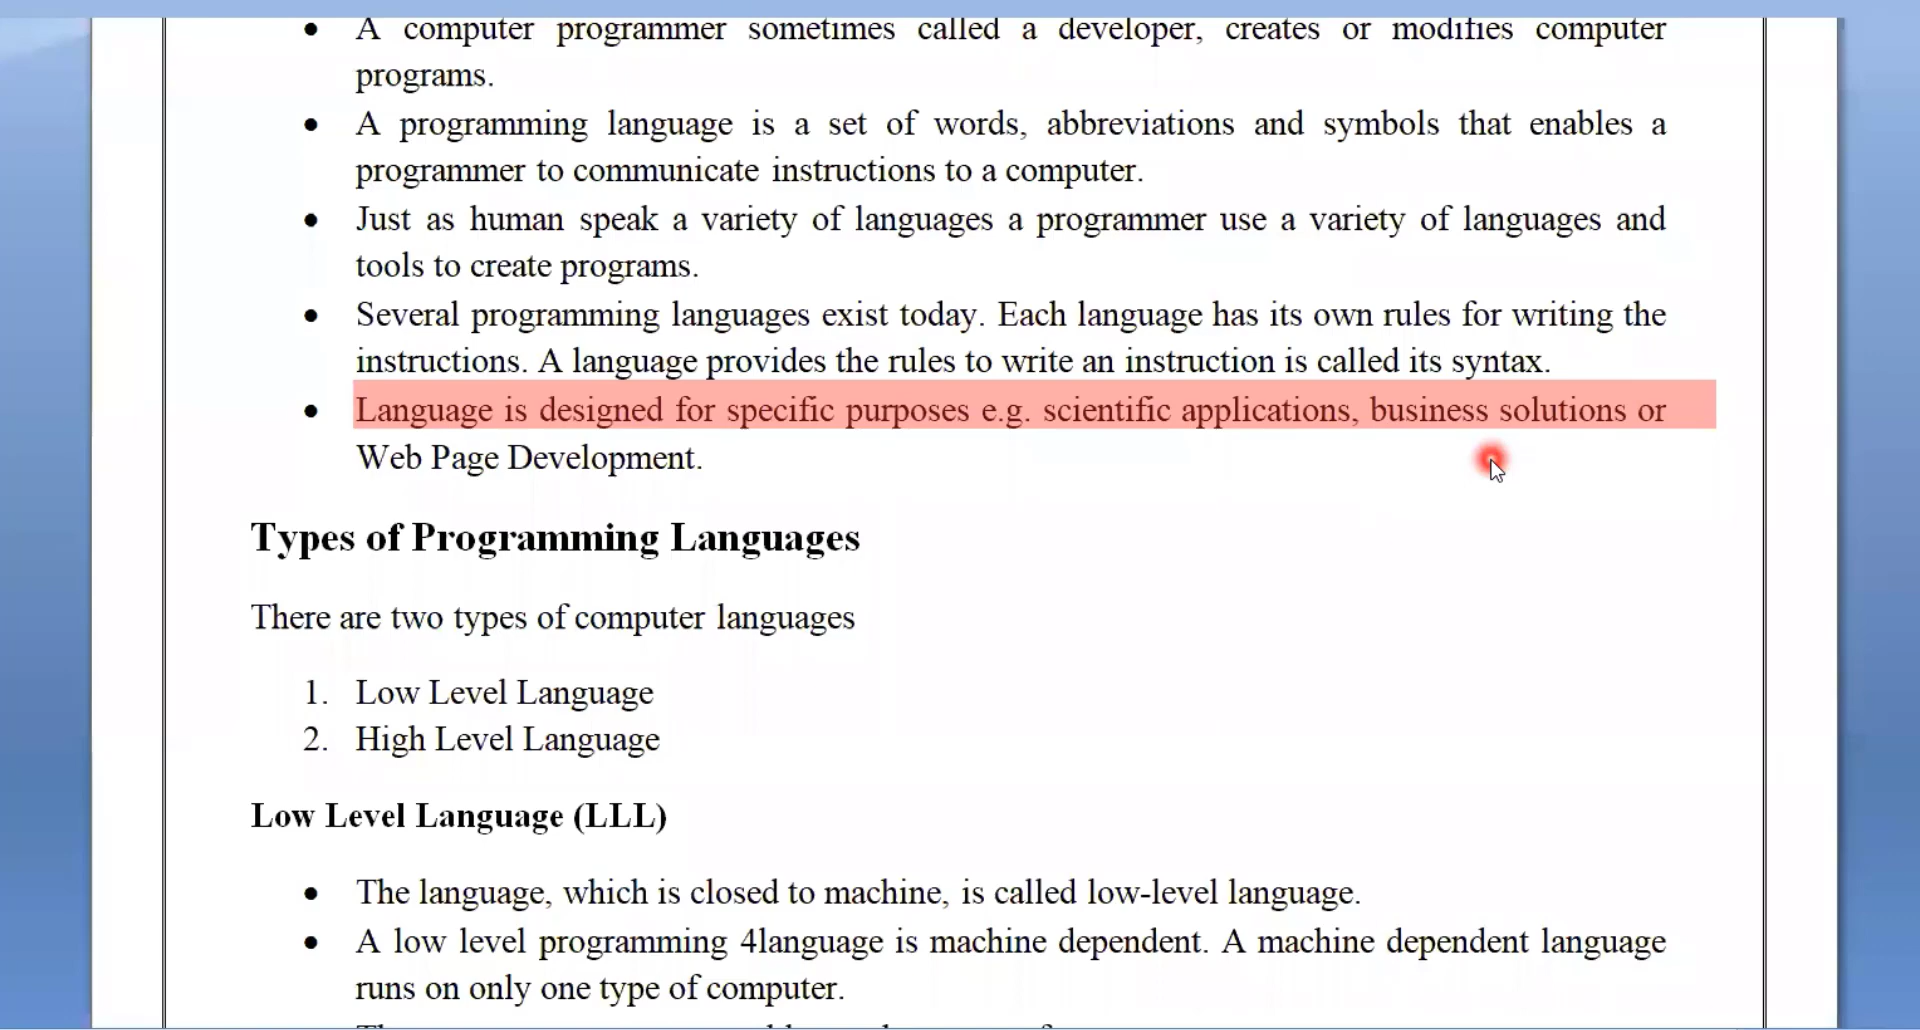 A computer programmer sometimes called a developer, creates or modifies computer
programs.
A programming language is a set of words, abbreviations and symbols that enables a
programmer to communicate instructions to a computer.
Just as human speak a variety of languages a programmer use a variety of languages and
tools to create programs.
Several programming languages exist today. Each language has its own rules for writing the
instructions. A language provides the rules to write an instruction is called its syntax.
Language is designed for specific purposes e.g. scientific applications, business solutions or
Web Page Development.
Types of Programming Languages
There are two types of computer languages
1. Low Level Language
2. High Level Language
Low Level Language (LLL)
The language, which is closed to machine, is called low-level language.
A low level programming 4language is machine dependent. A machine dependent language
runs on only one type of computer.